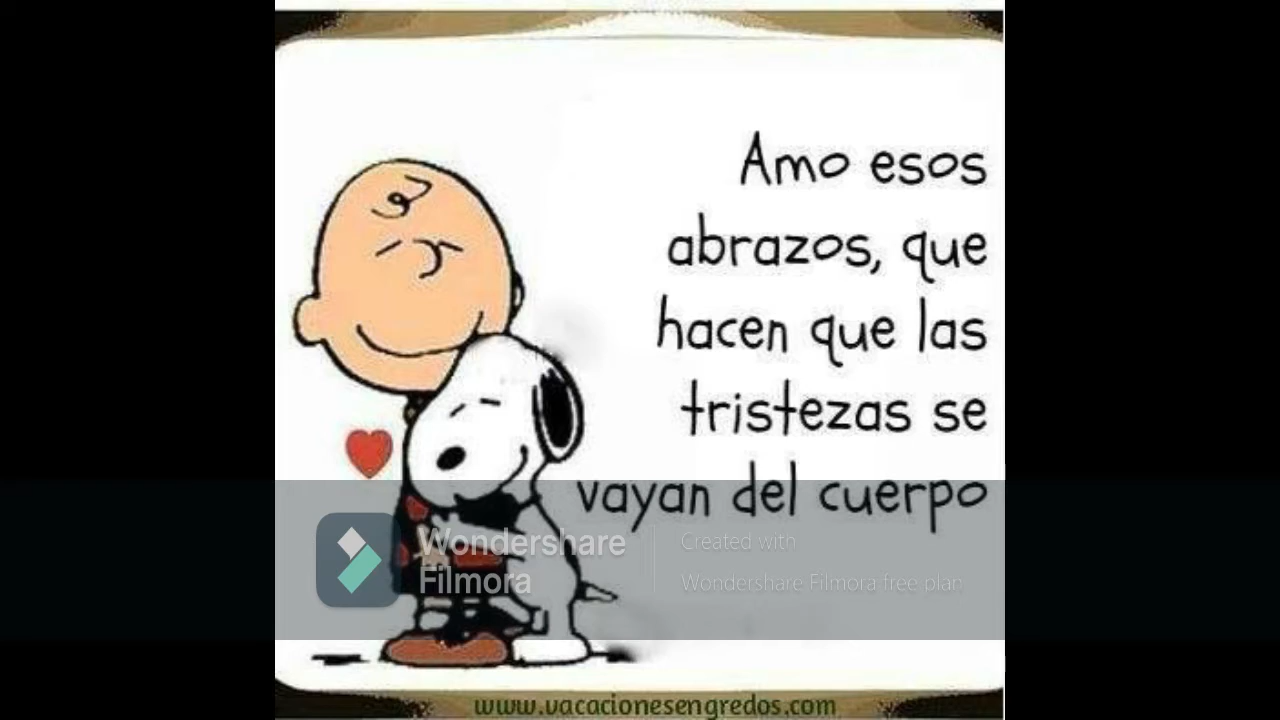 Amo esos
abrazos, que
hacen que las
tristezas se
vayan del cuerpo
Wondershare
Filmora
Created with
Wondershare Filmora free plan
www.vacacionesengredos.com